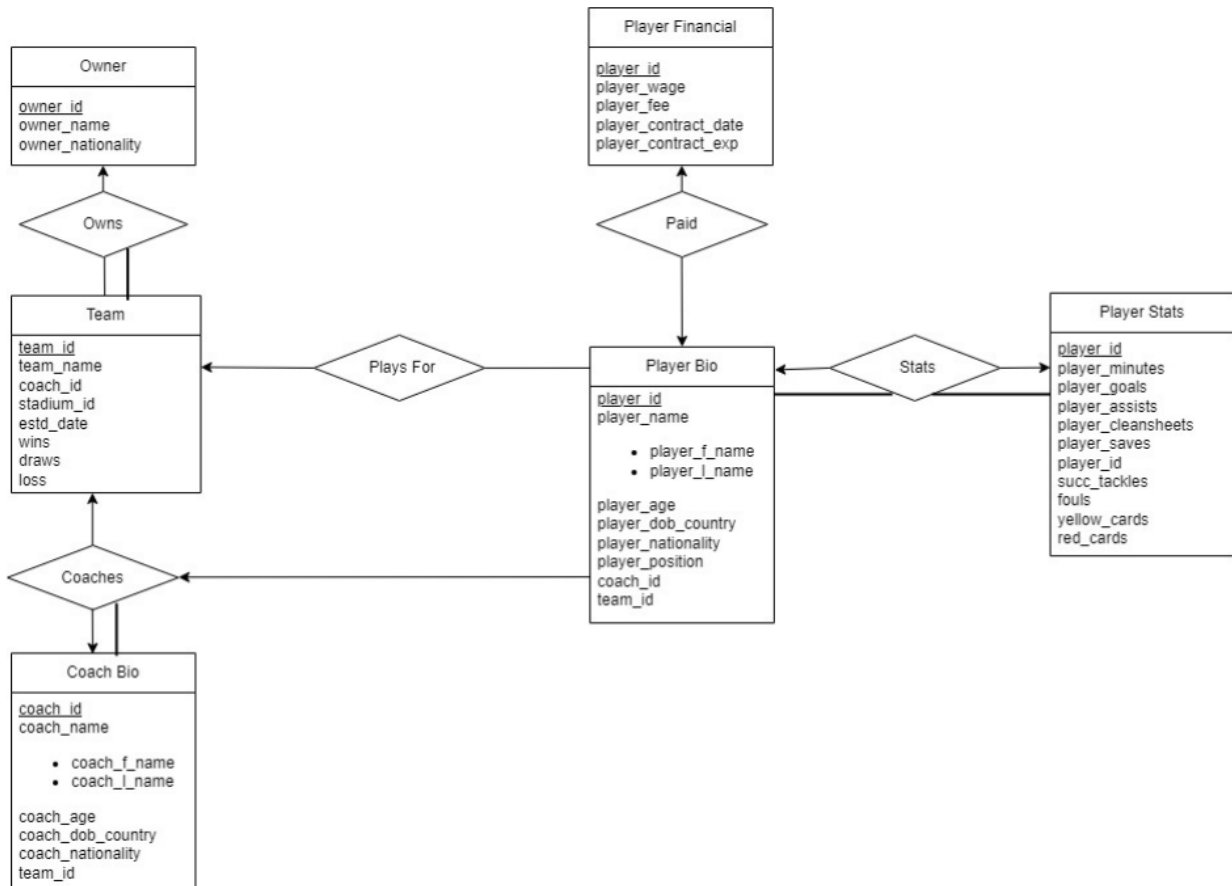 Owner
owner_id
owner_name
owner_nationality
Owns
Team
team_id
team_name
coach_id
stadium_id
estd_date
wins
draws
loss
Coaches
Coach Bio
coach_id
coach_name
• coach_f_name
• coach_l_name
coach_age
coach_dob_country
coach_nationality
team_id
Plays For
Player Financial
player_id
player_wage
player_fee
player_contract_date
player_contract_exp
Paid
Player Bio
player_id
player_name
• player_f_name
• player_l_name
player_age
player_dob_country
player_nationality
player_position
coach_id
team_id
Stats
Player Stats
player_id
player_minutes
player_goals
player_assists
player_cleansheets
player_saves
player_id
succ_tackles
fouls
yellow_cards
red_cards